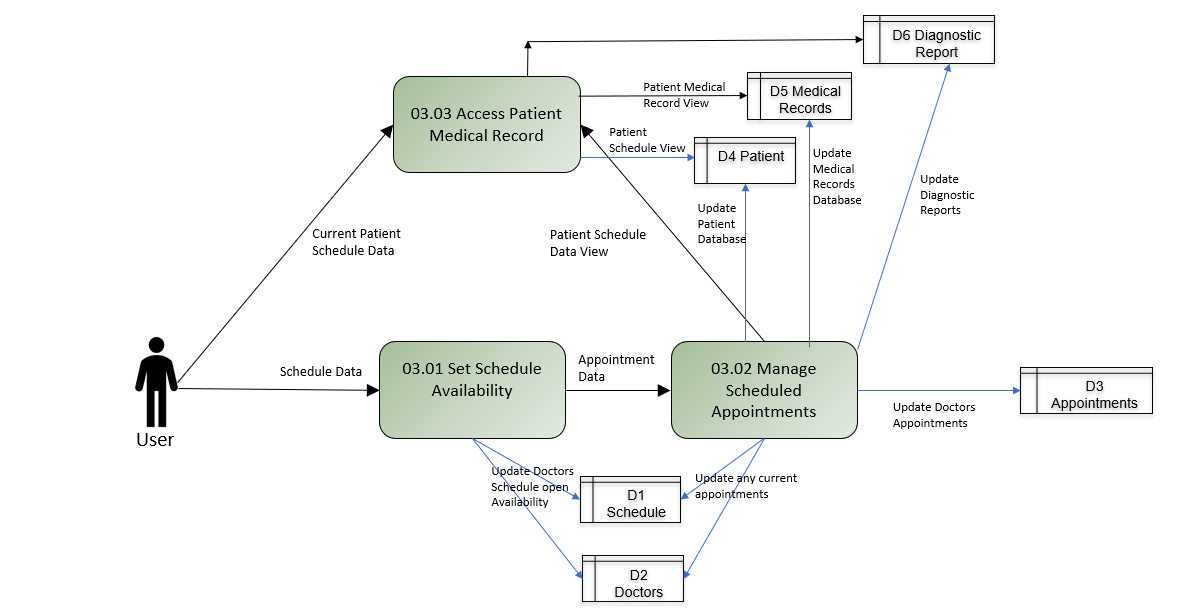 D6 Diagnostic
Report
Patient Medical
Record View
D5 Medical
Records
03.03 Access Patient
Medical Record
Patient
Schedule View
D4 Patient
Update
Medical
Records
Database
Update
Diagnostic
Reports
Update
Patient
Database
Current Patient
Schedule Data
Patient Schedule
Data View
Schedule Data
03.01 Set Schedule
Availability
Appointment
Data
03.02 Manage
Scheduled
Appointments
D3
Appointments
Update Doctors
Appointments
User
Update Doctors
Schedule open
Availability
Update any current
appointments
D1
Schedule
D2
Doctors